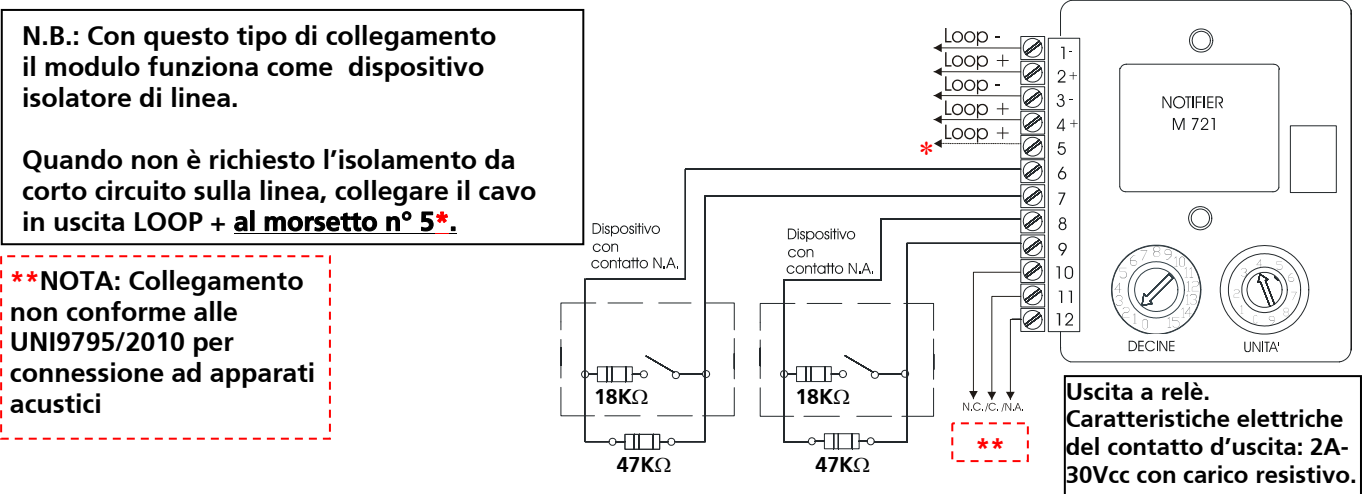 N.B.: Con questo tipo di collegamento
il modulo funziona come dispositivo
isolatore di linea.
Quando non è richiesto l'isolamento da
corto circuito sulla linea, collegare il cavo
in uscita LOOP + al morsetto n° 5*.
**NOTA: Collegamento
non conforme alle
UNI9795/2010 per
connessione ad apparati
acustici
Loop -
Loop +
Loop -
Loop +
Loop +
*
1-
2+
3-
4+
5
6
7
8
9
10
11
12
NOTIFIER
M 721
Dispositivo
con
contatto N.A.
Dispositivo
con
contatto N.A.
18KΩ
47KΩ
18KΩ
47KΩ
N.C./C. /N.A.
**
DECINE
UNITA'
Uscita a relè.
Caratteristiche elettriche
del contatto d'uscita: 2A-
30Vcc con carico resistivo.